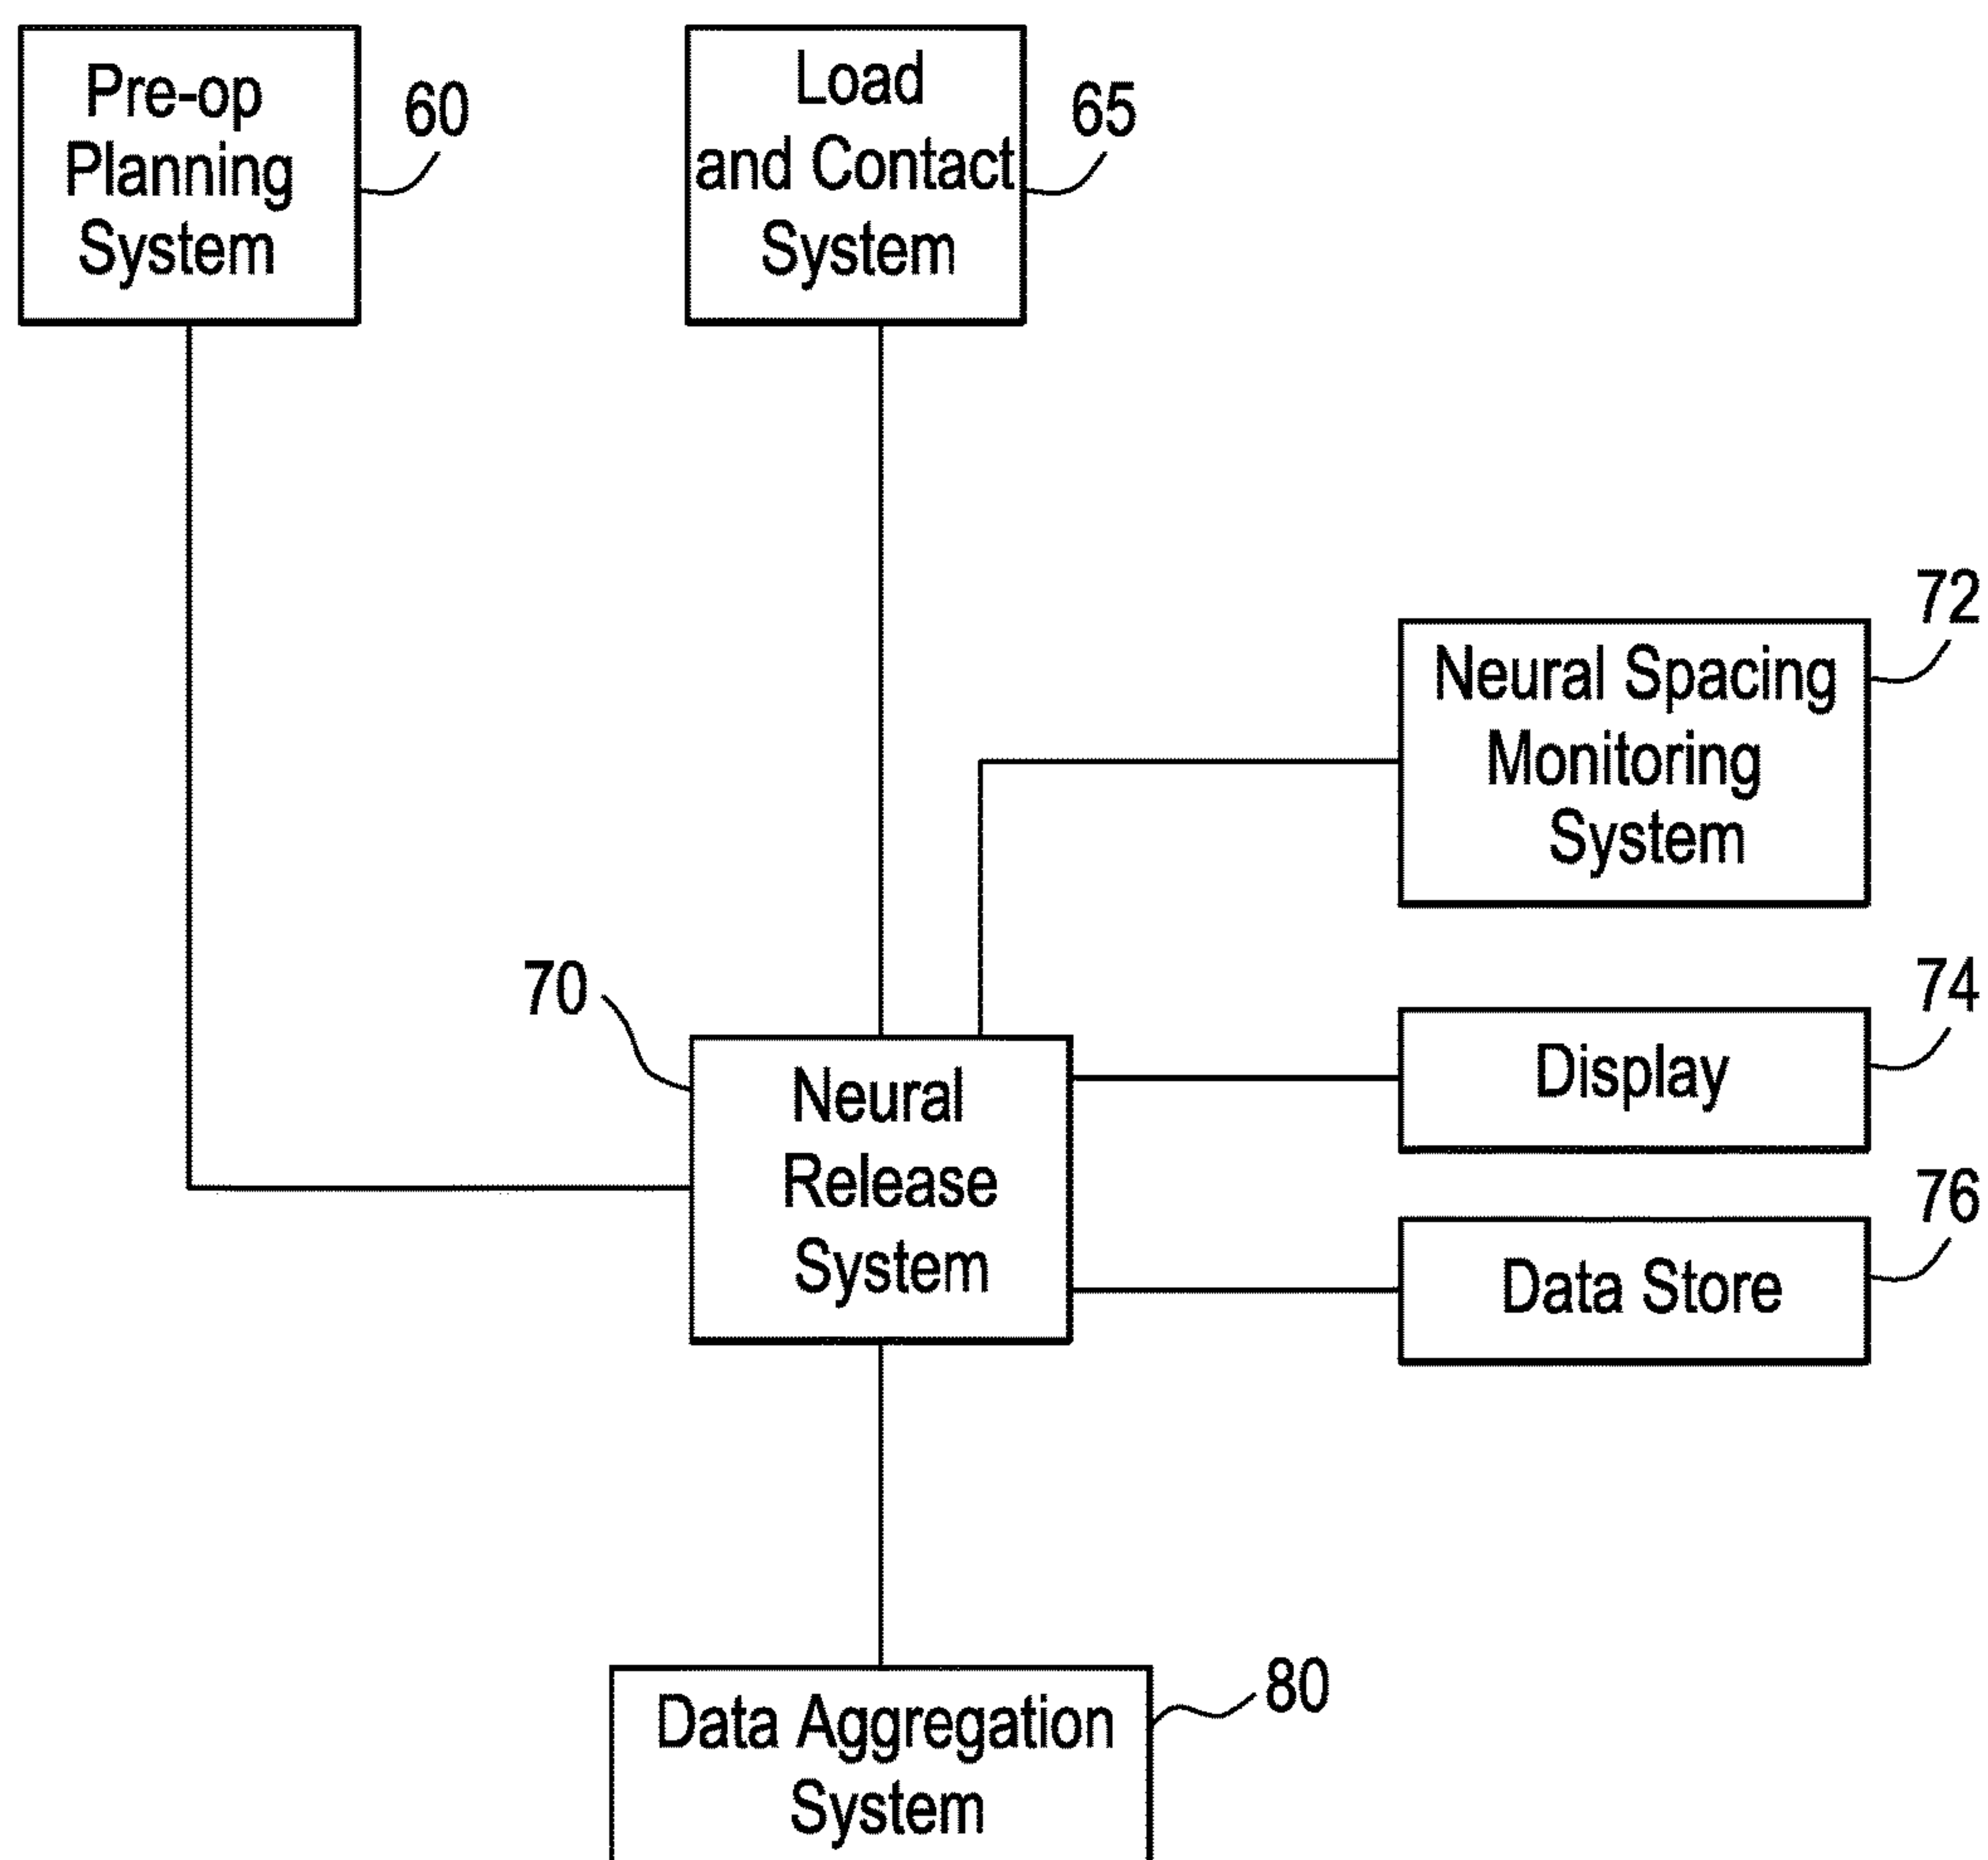 Pre-op
Planning
System
60
Load
and Contact
System
65
72
Neural Spacing
Monitoring
System
70
Neural
Release
System
74
Display
76
Data Store
80
Data Aggregation
System